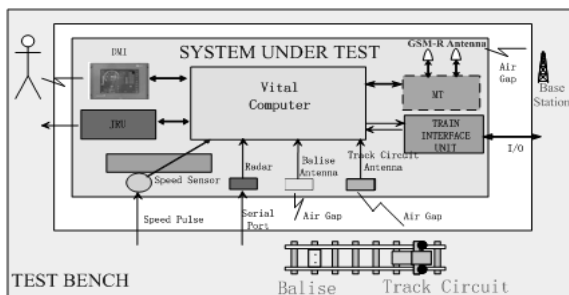 DMI
SYSTEM UNDER TEST
GSM-R Antenna
Air
Gap
Base
Station
Vital
Computer
MT
JRU
TRAIN
INTERFACE
UNIT
I/O
Speed Sensor
Radar
Balise
Antenna
Track Circuit
Antenna
Speed Pulse
Serial
Port
Air Gap
Air Gap
TEST BENCH
Balise
Track Circuit